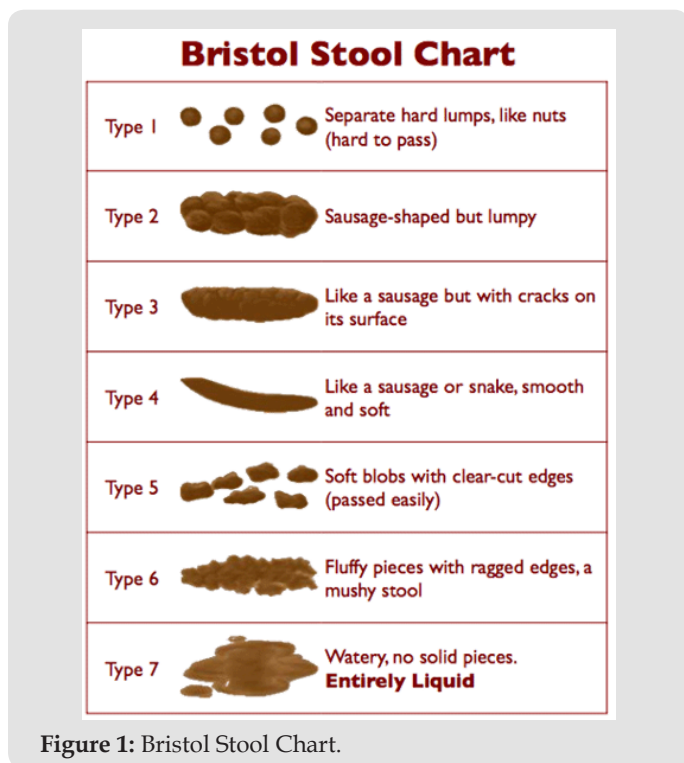 Bristol Stool Chart
Type 1
Separate hard lumps, like nuts
(hard to pass)
Type 2
Sausage-shaped but lumpy
Type 3
Like a sausage but with cracks on
its surface
Type 4
Like a sausage or snake, smooth
and soft
Type 5
Soft blobs with clear-cut edges
(passed easily)
Type 6
Fluffy pieces with ragged edges, a
mushy stool
Type 7
Watery, no solid pieces.
Entirely Liquid
Figure 1: Bristol Stool Chart.